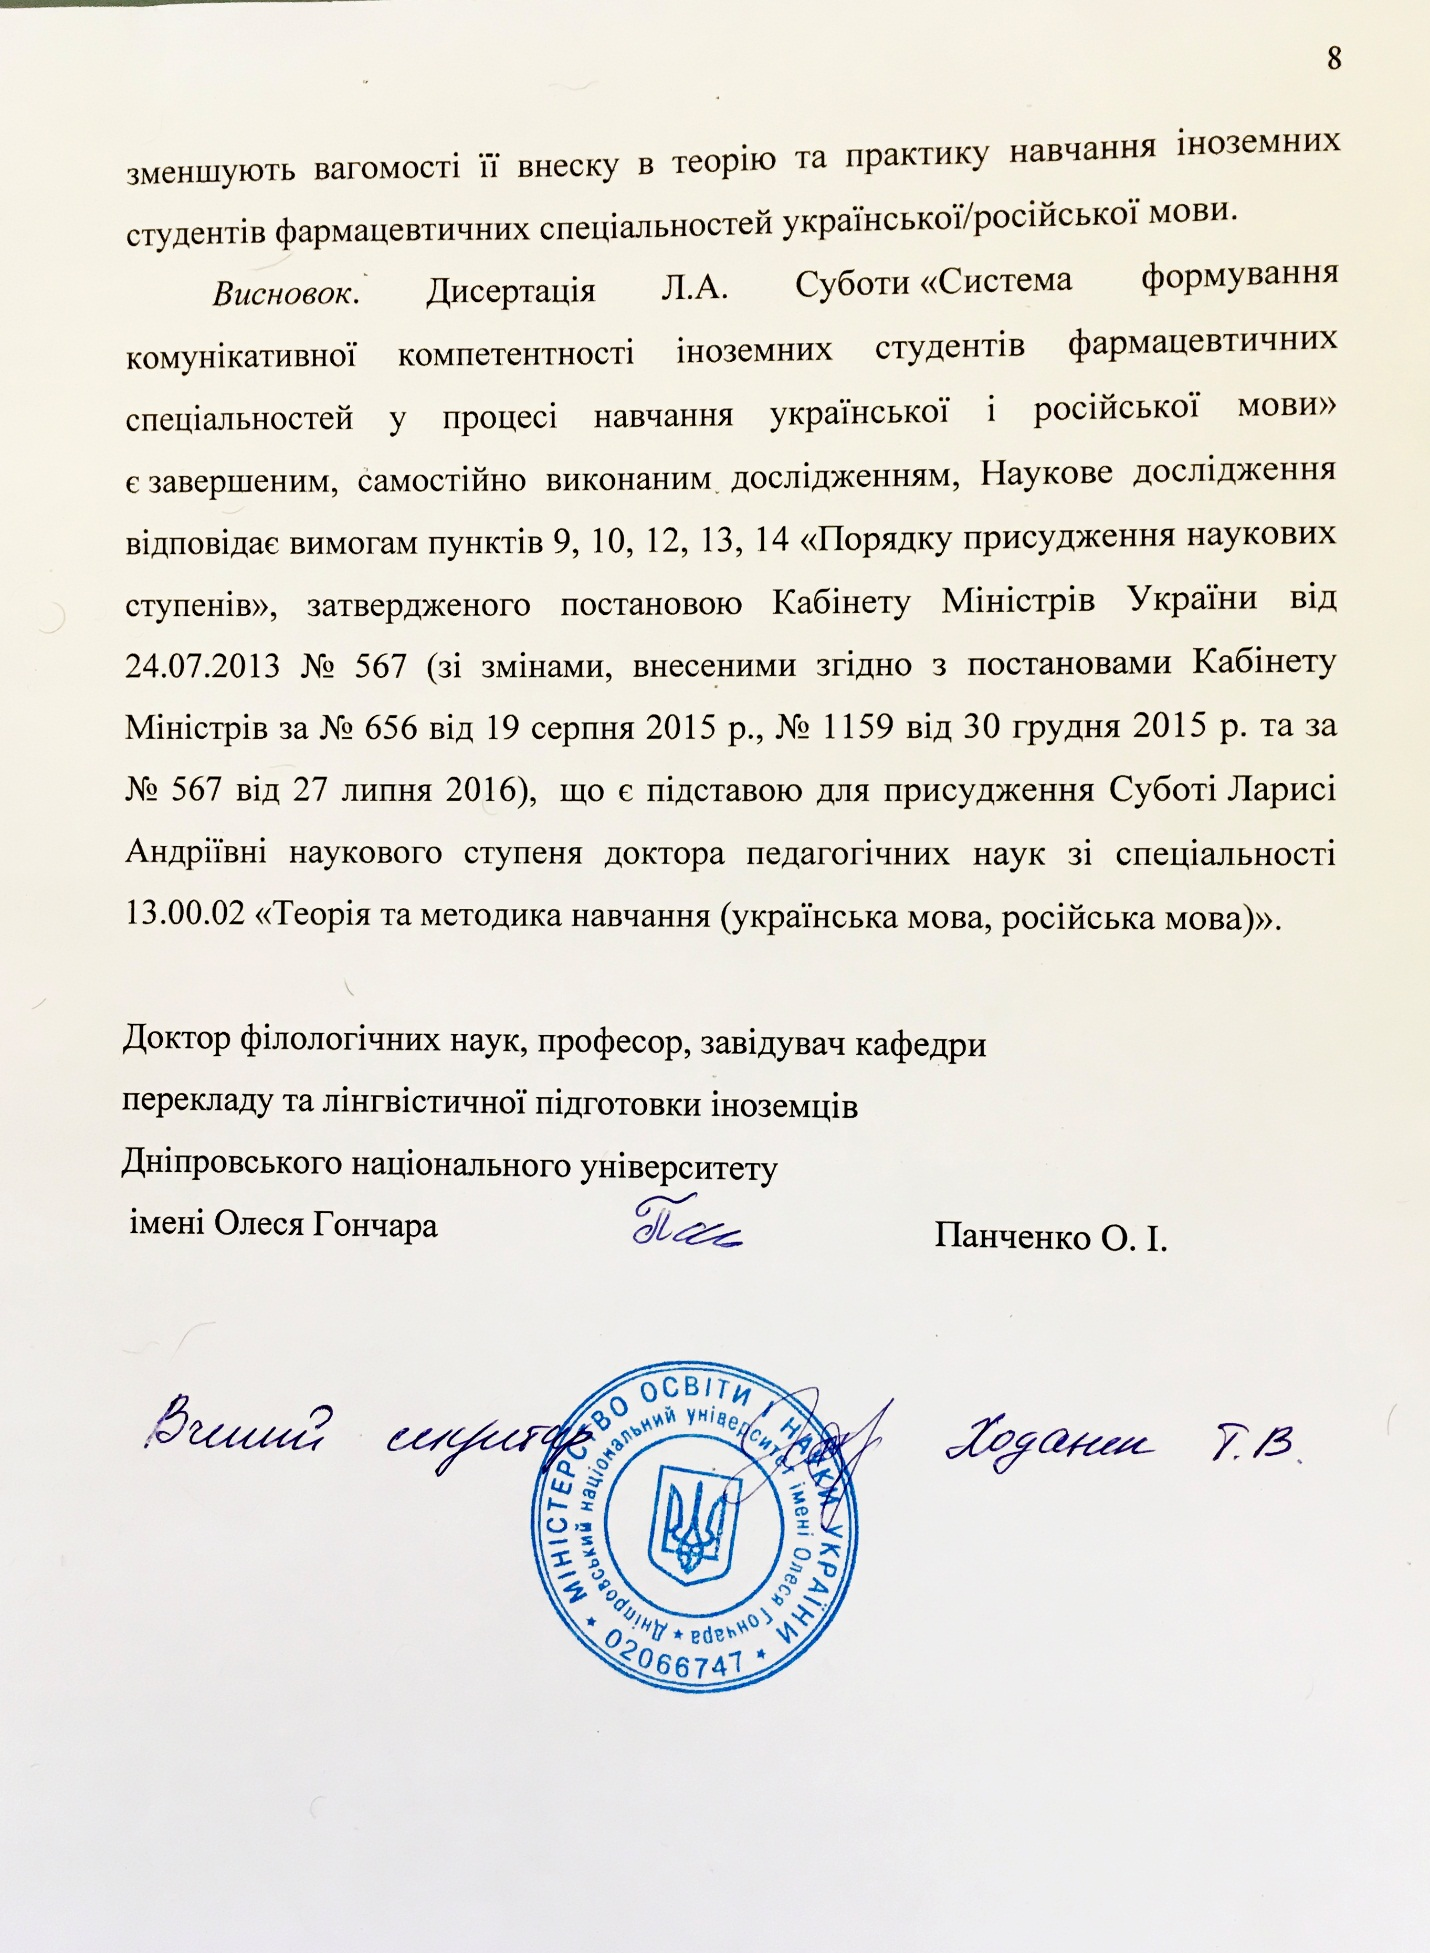 8
зменшують вагомості її внеску в теорію та практику навчання іноземних
студентів фармацевтичних спеціальностей української/російської мови.
Висновок. Дисертація Л.А. Суботи «Система формування
комунікативної компетентності іноземних студентів фармацевтичних
спеціальностей у процесі навчання української і російської мови»
є завершеним, самостійно виконаним дослідженням, Наукове дослідження
відповідає вимогам пунктів 9, 10, 12, 13, 14 «Порядку присудження наукових
ступенів», затвердженого постановою Кабінету Міністрів України від
24.07.2013 № 567 (зі змінами, внесеними згідно з постановами Кабінету
Міністрів за № 656 від 19 серпня 2015 р., № 1159 від 30 грудня 2015 р. та за
№ 567 від 27 липня 2016), що є підставою для присудження Суботі Ларисі
Андріївні наукового ступеня доктора педагогічних наук зі спеціальності
13.00.02 «Теорія та методика навчання (українська мова, російська мова)».
Доктор філологічних наук, професор, завідувач кафедри
перекладу та лінгвістичної підготовки іноземців
Дніпровського національного університету
імені Олеся Гончара Панченко О. І.
Вчений секретар Ходанен Т.В.
МІНІСТЕРСТВО ОСВІТИ І НАУКИ УКРАЇНИ
* 02066747 *
Дніпровський національний університет імені Олеся Гончара *